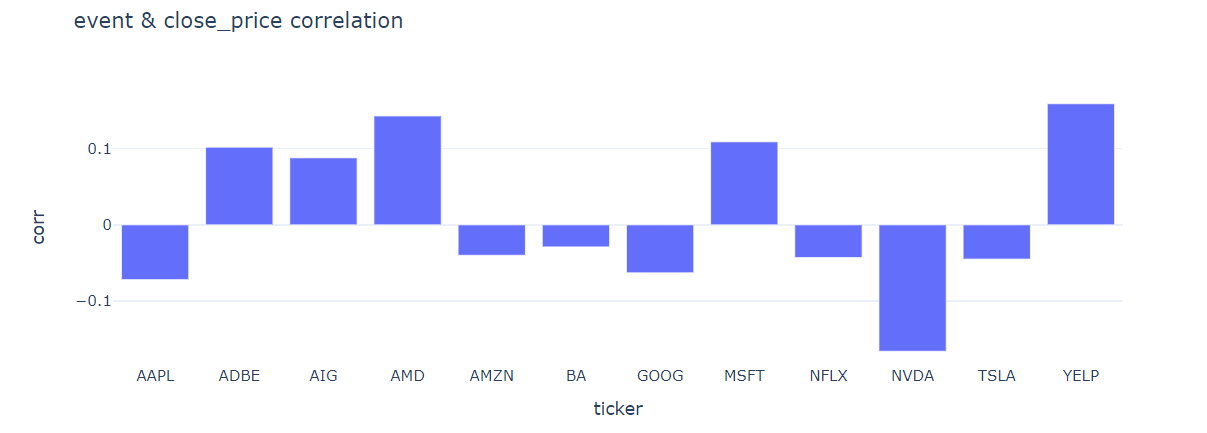 event & close_price correlation
corr
0.1
0
−0.1
AAPL ADBE AIG AMD AMZN BA GOOG MSFT NFLX NVDA TSLA YELP
ticker